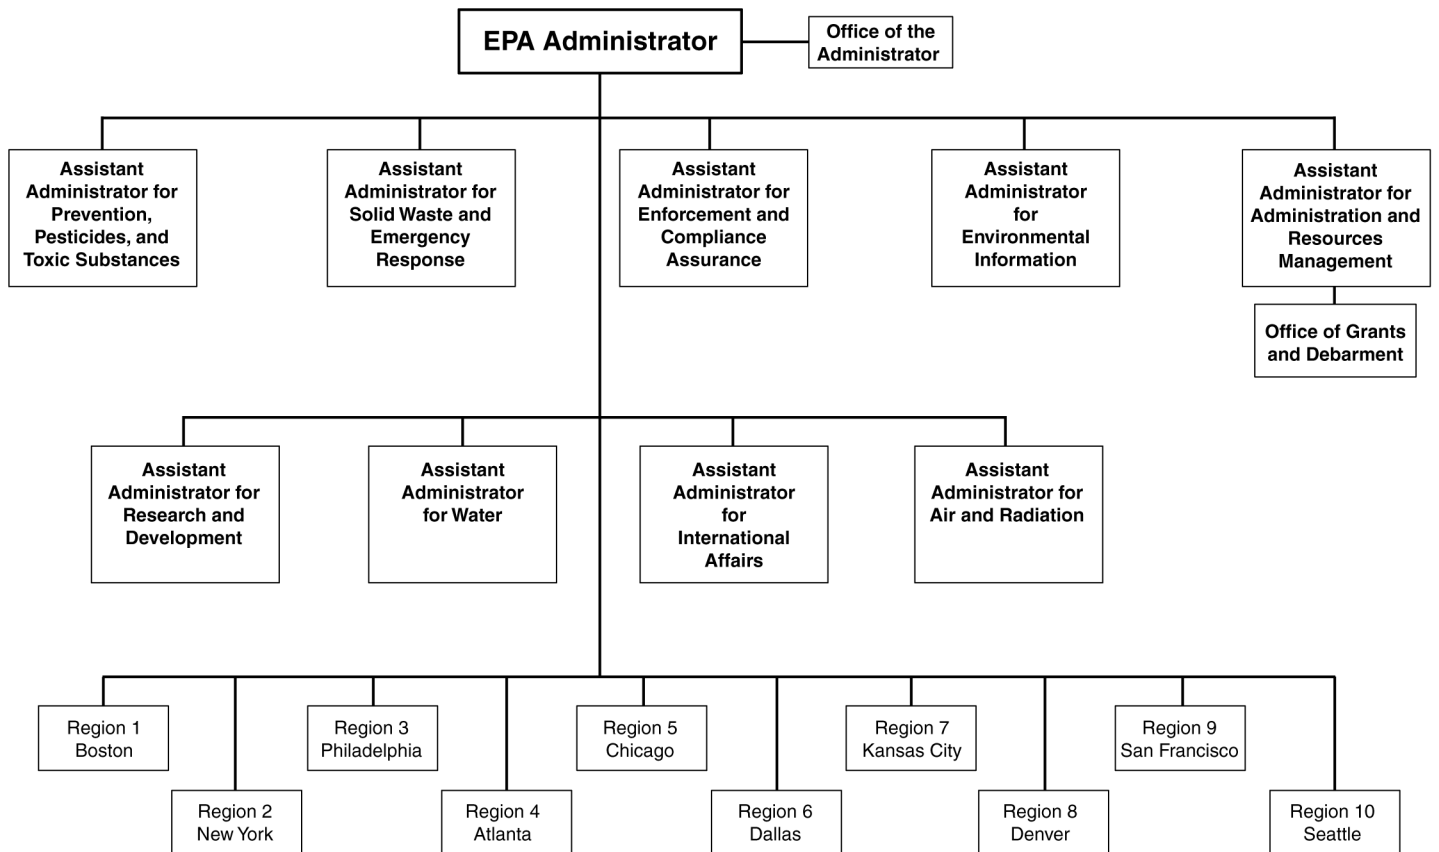 EPA Administrator
Office of the
Administrator
Assistant
Administrator for
Prevention,
Pesticides, and
Toxic Substances
Assistant
Administrator for
Solid Waste and
Emergency
Response
Assistant
Administrator for
Enforcement and
Compliance
Assurance
Assistant
Administrator
for
Environmental
Information
Assistant
Administrator for
Administration and
Resources
Management
Office of Grants
and Debarment
Assistant
Administrator for
Research and
Development
Assistant
Administrator
for Water
Assistant
Administrator
for
International
Affairs
Assistant
Administrator for
Air and Radiation
Region 1
Boston
Region 2
New York
Region 3
Philadelphia
Region 4
Atlanta
Region 5
Chicago
Region 6
Dallas
Region 7
Kansas City
Region 8
Denver
Region 9
San Francisco
Region 10
Seattle